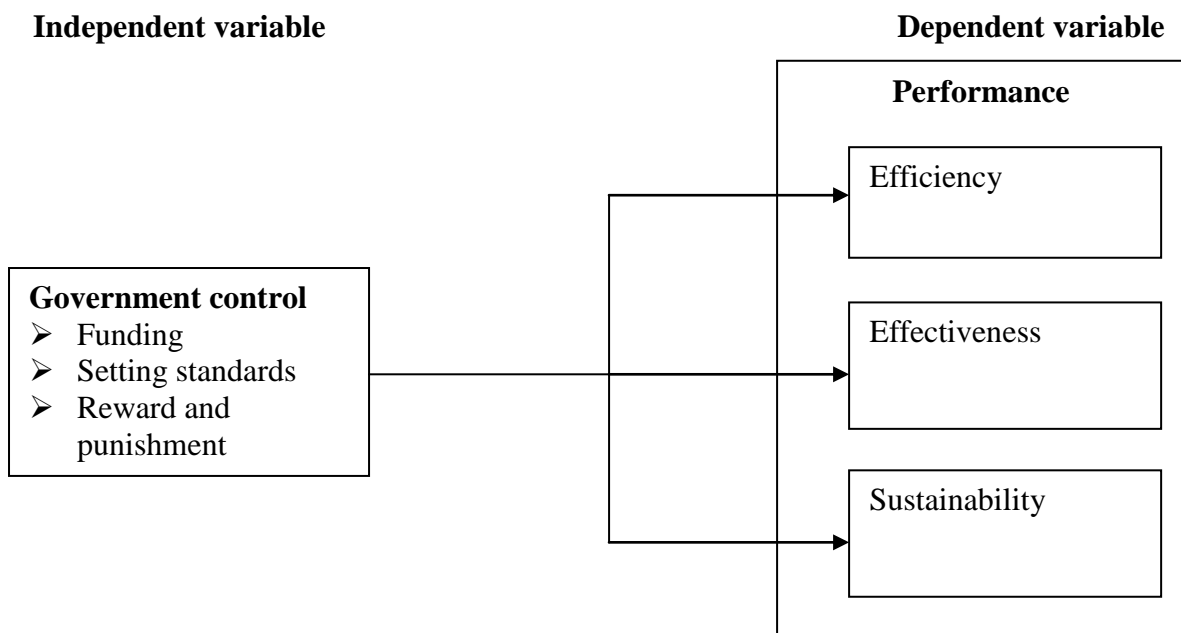 Independent variable
Dependent variable
Performance
Efficiency
Government control
➢ Funding
➢ Setting standards
➢ Reward and
punishment
Effectiveness
Sustainability